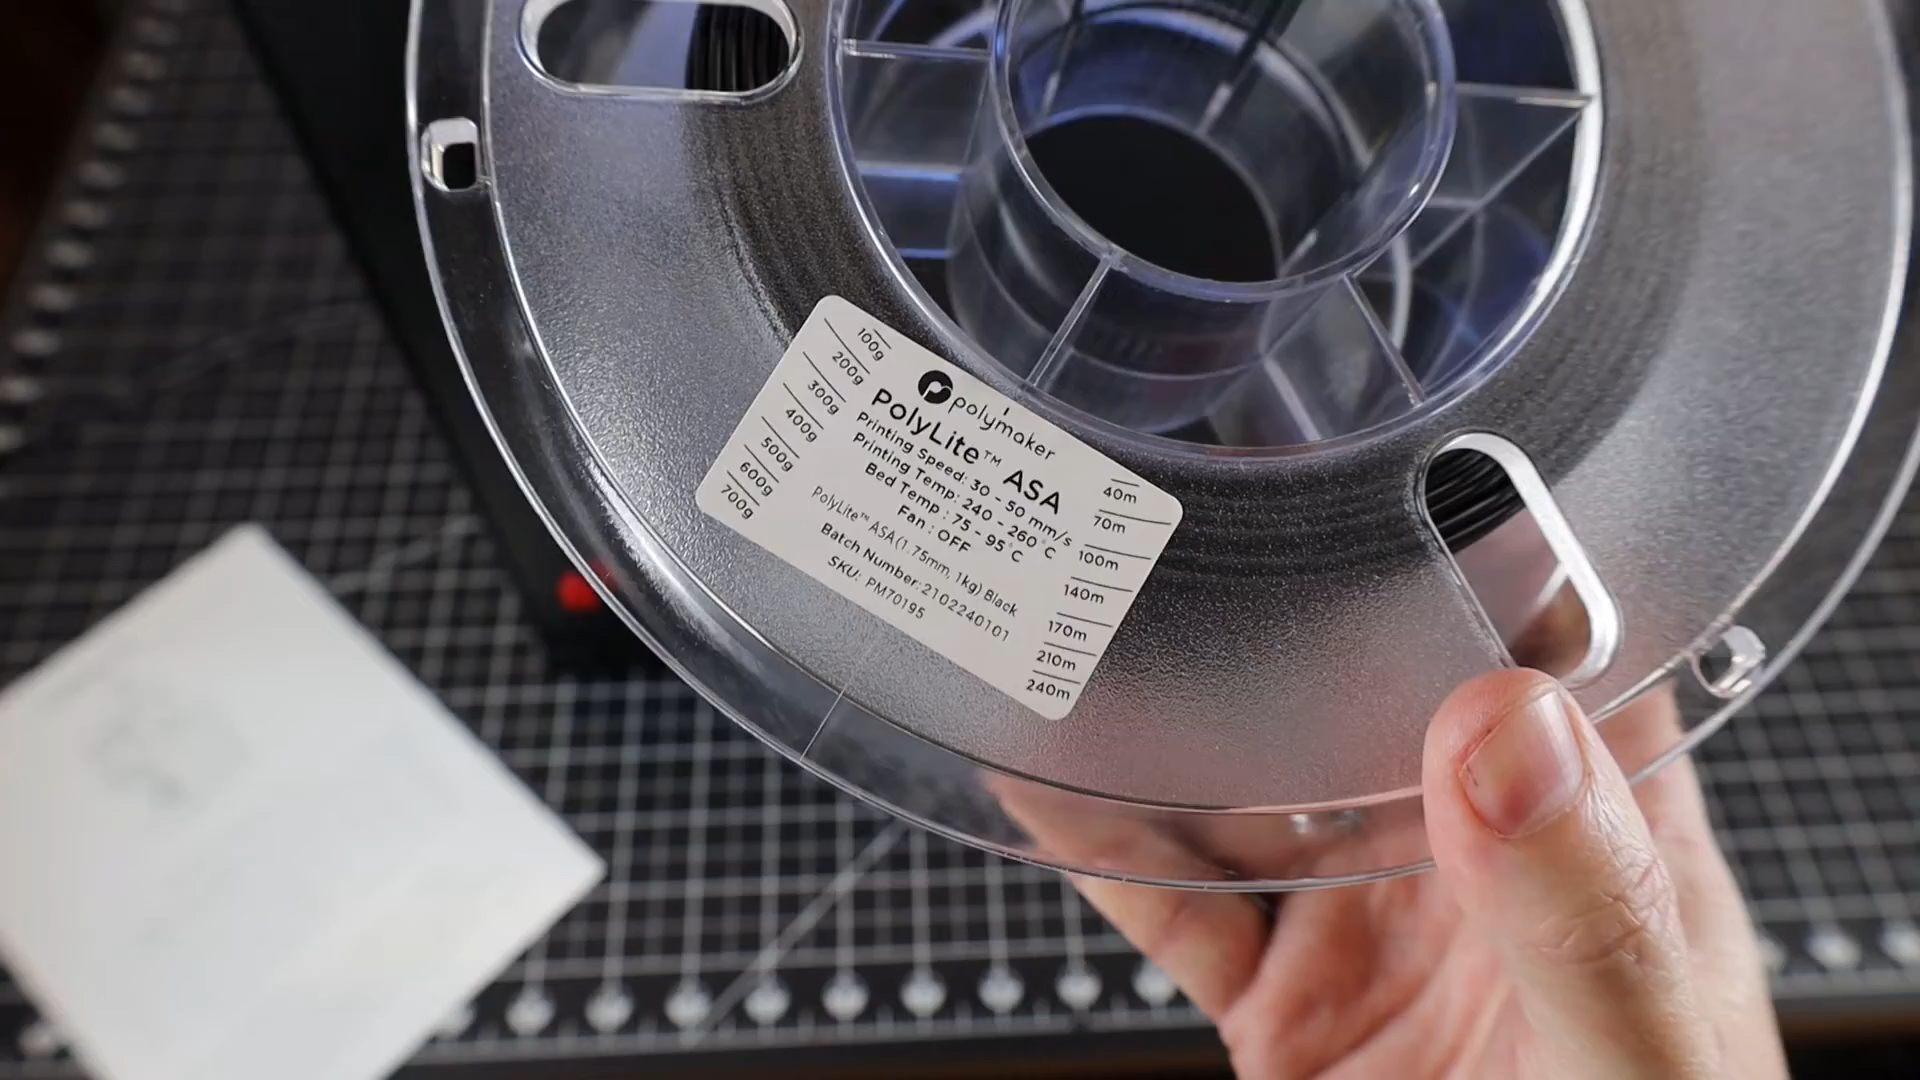 polymaker
PolyLite™ ASA
Printing Speed: 30 - 50 mm/s
Printing Temp: 240 - 260°C
Bed Temp : 75 - 95°C
Fan : OFF
PolyLite™ ASA (1.75mm, 1kg) Black
Batch Number: 2102240101
SKU: PM70195
100g
200g
300g
400g
500g
600g
700g
40m
70m
100m
140m
170m
210m
240m